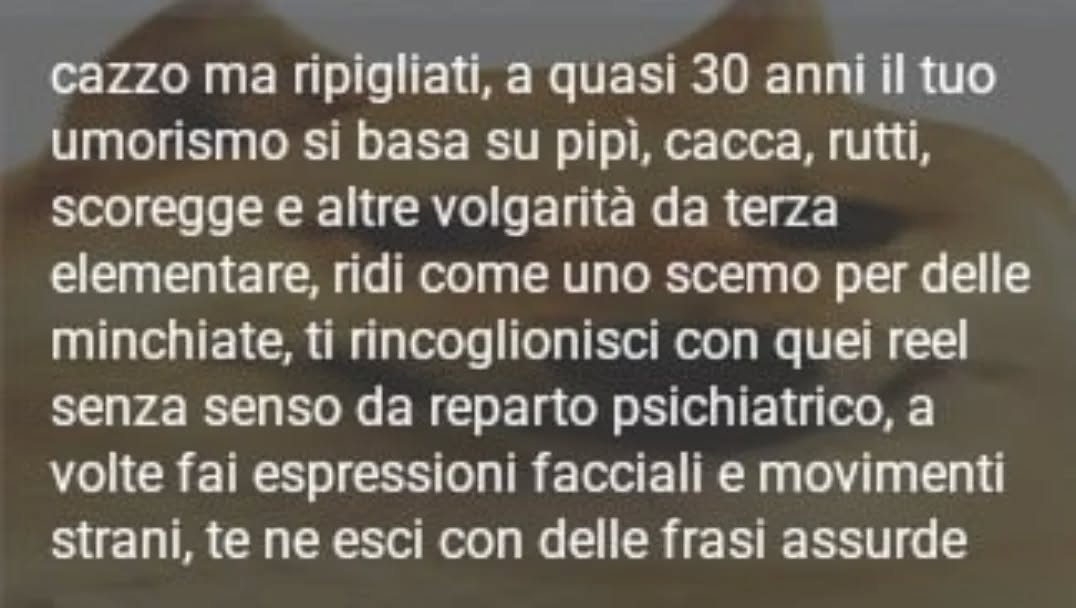 cazzo ma ripigliati, a quasi 30 anni il tuo
umorismo si basa su pipì, cacca, rutti,
scoregge e altre volgarità da terza
elementare, ridi come uno scemo per delle
minchiate, ti rincoglionisci con quei reel
senza senso da reparto psichiatrico, a
volte fai espressioni facciali e movimenti
strani, te ne esci con delle frasi assurde